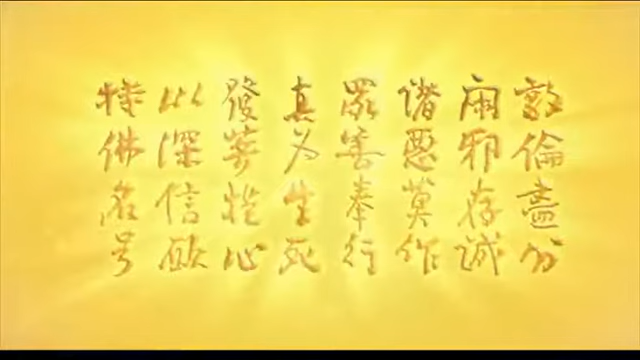 敦倫盡分
閑邪存誠
諸惡莫作
眾善奉行
真為生死
發菩提心
以深信願
持佛名号